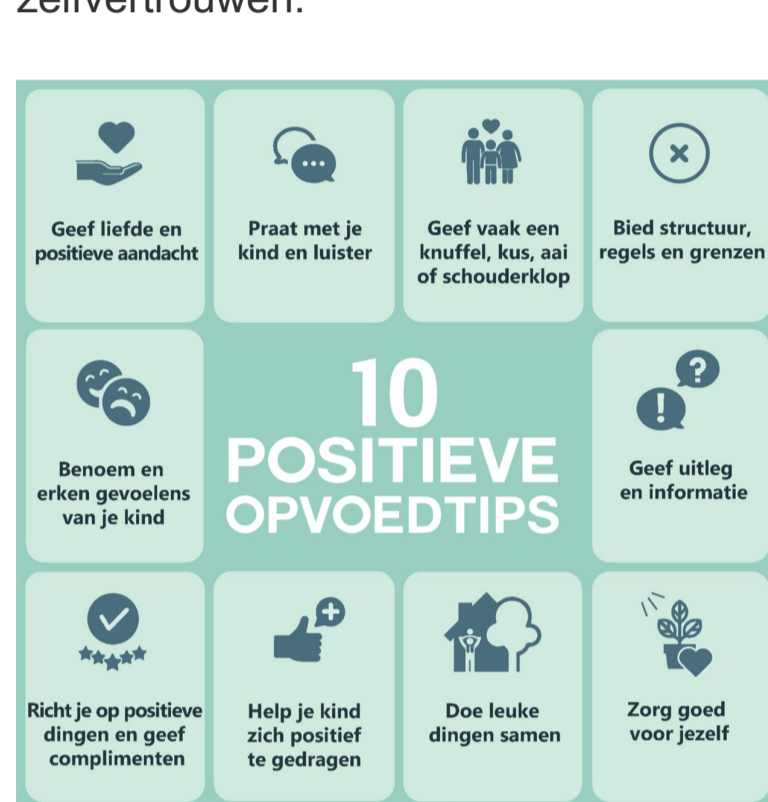 zelfvertrouwen.
Geef liefde en
positieve aandacht
Praat met je
kind en luister
Geef vaak een
knuffel, kus, aai
of schouderklop
Bied structuur,
regels en grenzen
Benoem en
erken gevoelens
van je kind
10
POSITIEVE
OPVOEDTIPS
Geef uitleg
en informatie
Richt je op positieve
dingen en geef
complimenten
Help je kind
zich positief
te gedragen
Doe leuke
dingen samen
Zorg goed
voor jezelf